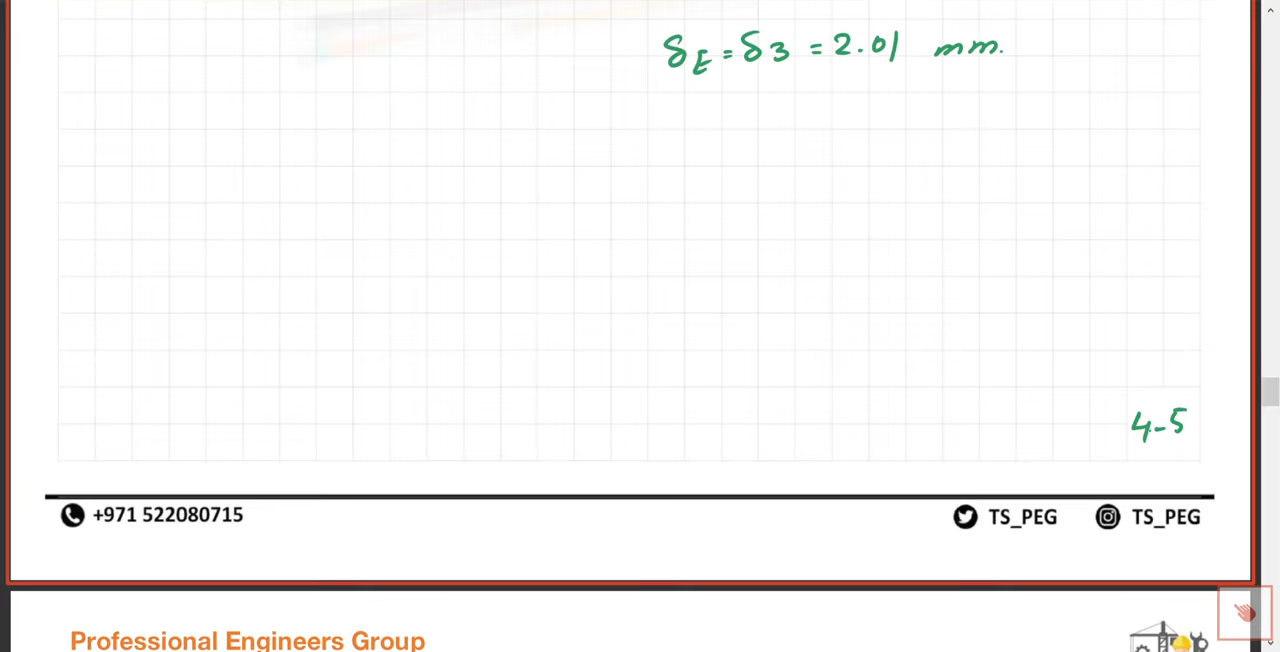 δE = δ3 = 2.01 mm.
4-5
+971 522080715
TS_PEG TS_PEG
Professional Engineers Group